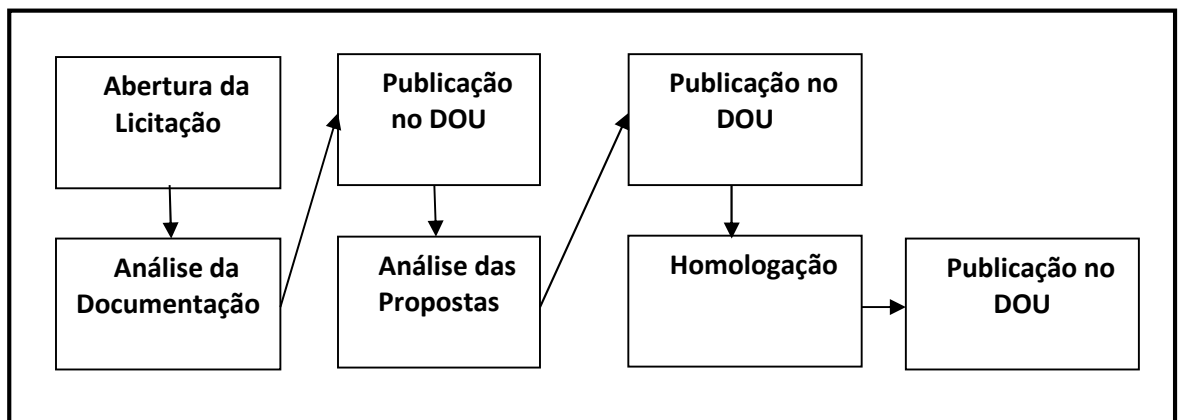 Abertura da
Licitação
Análise da
Documentação
Publicação
no DOU
Análise das
Propostas
Publicação no
DOU
Homologação
Publicação no
DOU